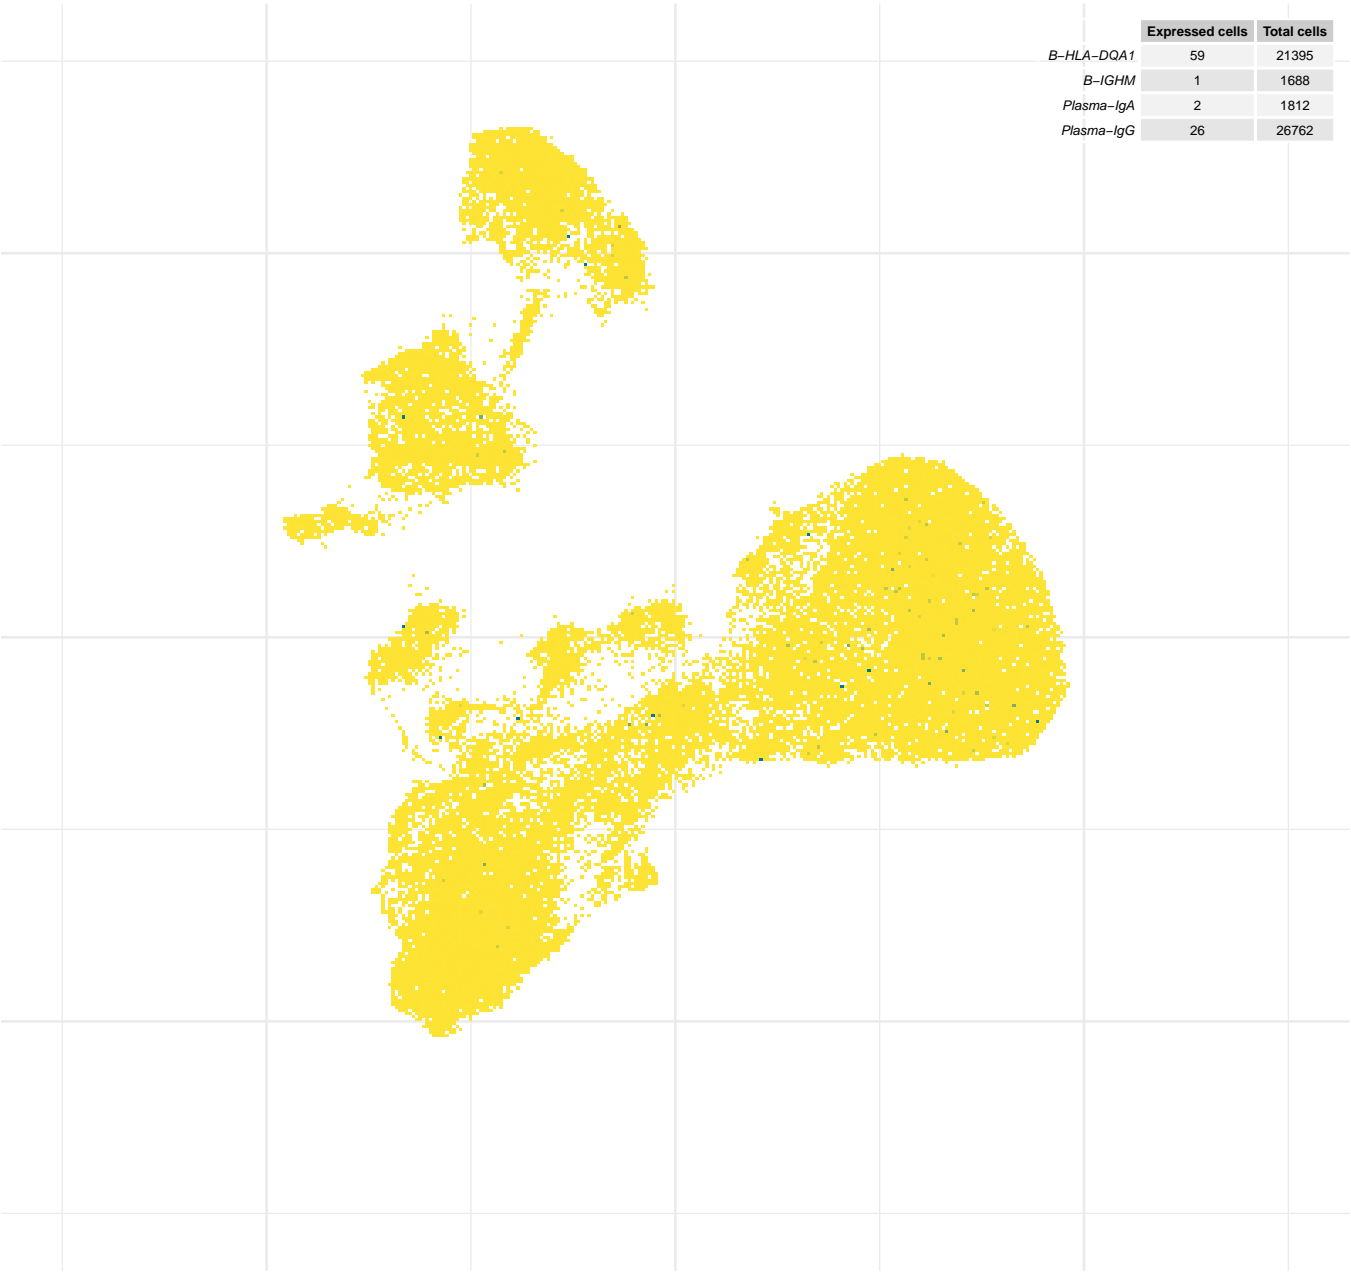 Expressed cells Total cells
B−HLA−DQA1 59 21395
B−IGHM 1 1688
Plasma−IgA 2 1812
Plasma−IgG 26 26762